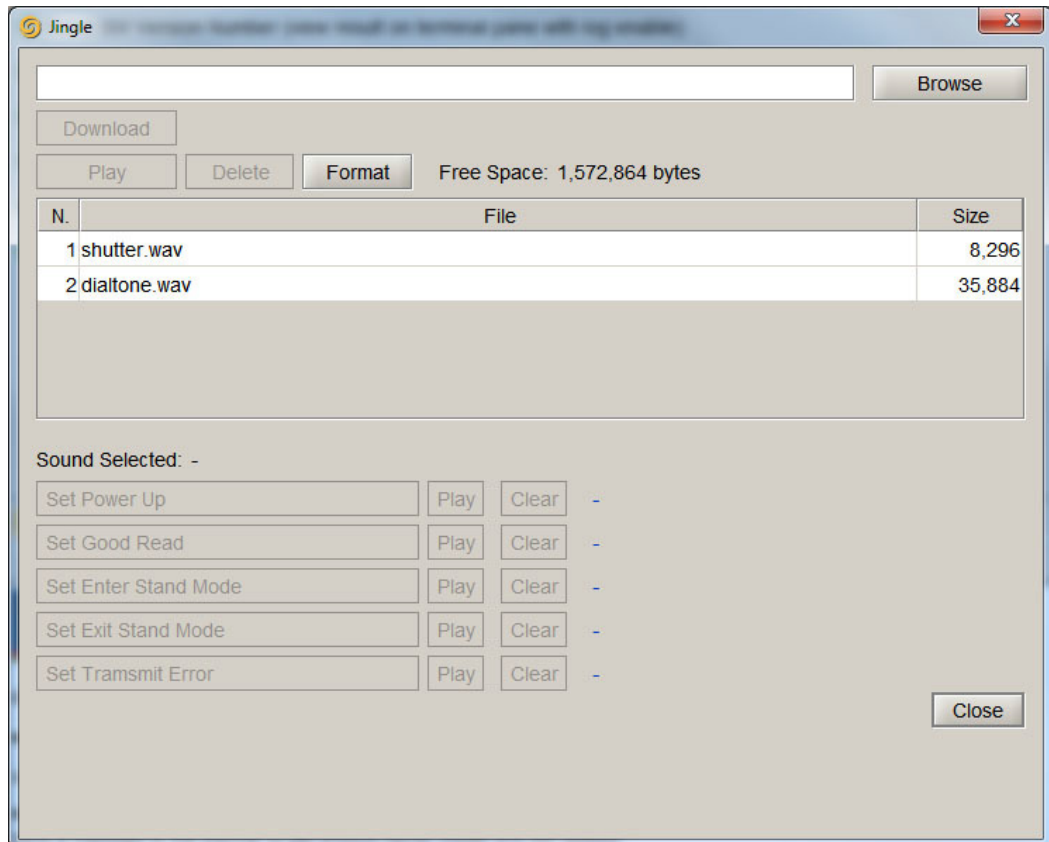 Jingle
Browse
Download
Play Delete Format Free Space: 1,572,864 bytes
N. File Size
1 shutter.wav 8,296
2 dialtone.wav 35,884
Sound Selected: -
Set Power Up Play Clear -
Set Good Read Play Clear -
Set Enter Stand Mode Play Clear -
Set Exit Stand Mode Play Clear -
Set Tramsmit Error Play Clear -
Close